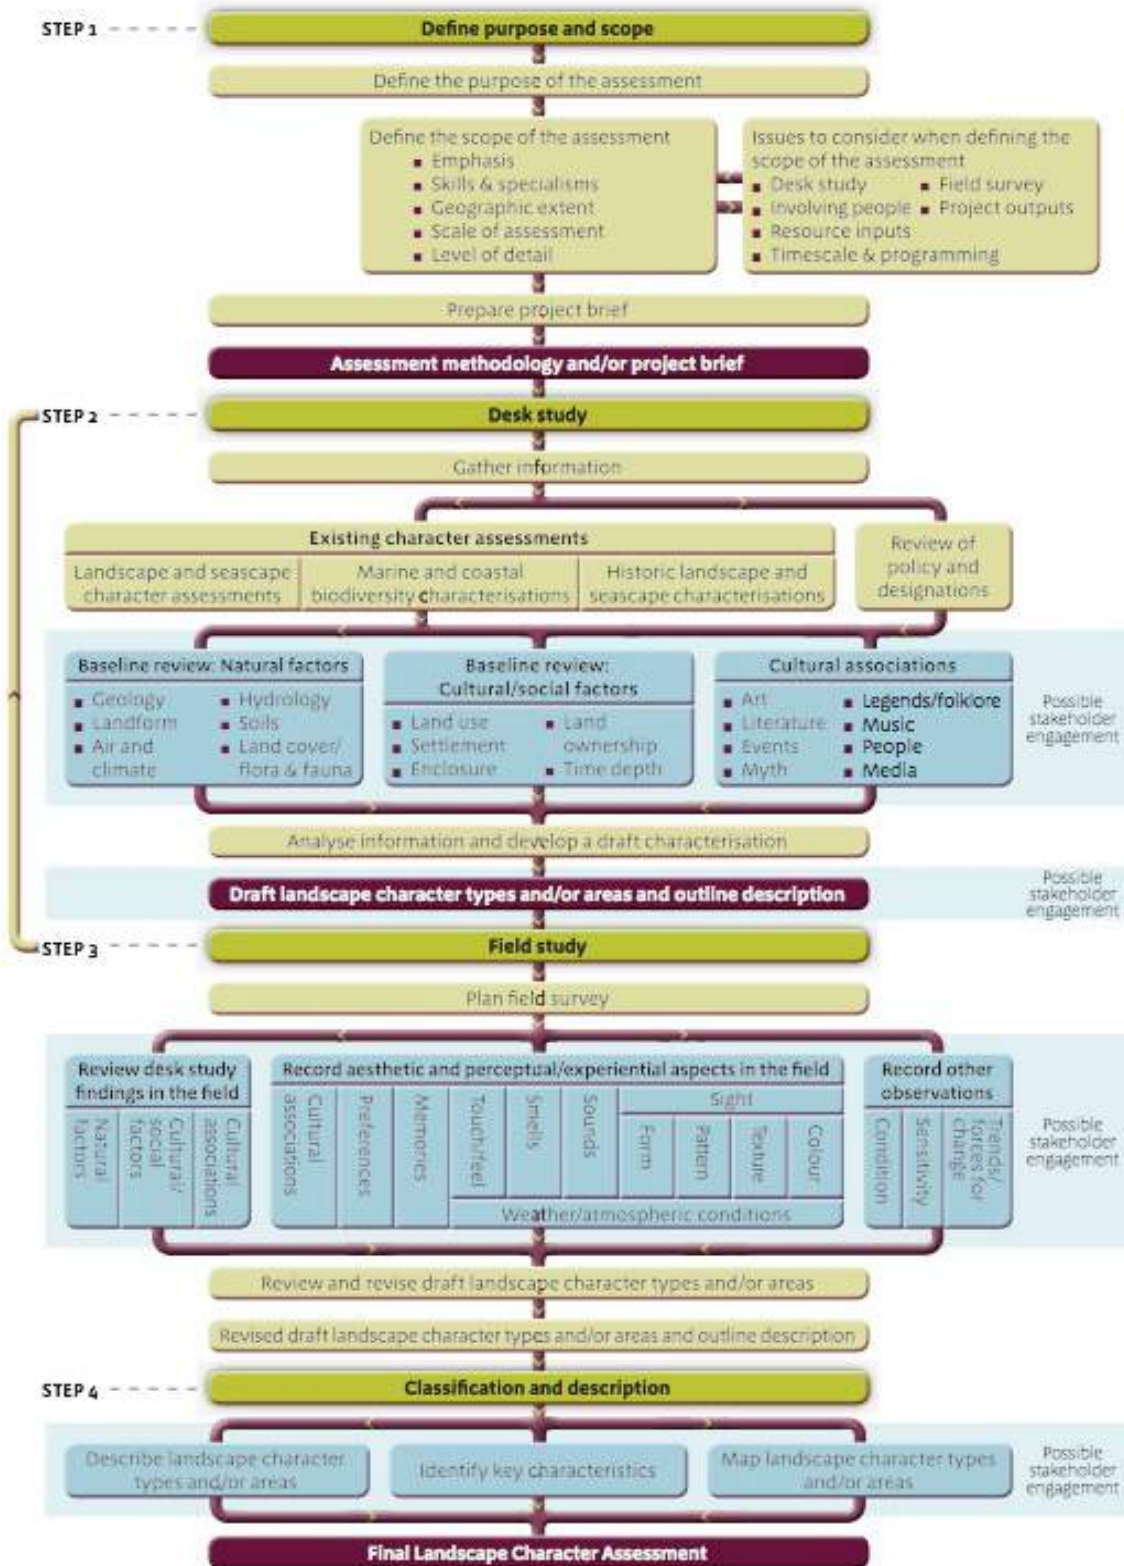 STEP 1
Define purpose and scope
Define the purpose of the assessment
Define the scope of the assessment
Emphasis
Skills & specialisms
Geographic extent
Scale of assessment
Level of detail
Issues to consider when defining the
scope of the assessment
Desk study
Field survey
Involving people
Project outputs
Resource inputs
Timescale & programming
Prepare project brief
Assessment methodology and/or project brief
STEP 2
Desk study
Gather information
Existing character assessments
Landscape and seascape
character assessments
Marine and coastal
biodiversity characterisations
Historic landscape and
seascape characterisations
Review of
policy and
designations
Baseline review: Natural factors
Geology
Landform
Air and
climate
Hydrology
Soils
Land cover/
flora & fauna
Baseline review:
Cultural/social factors
Land use
Settlement
Enclosure
Land
ownership
Time depth
Cultural associations
Art
Literature
Events
Myth
Legends/folklore
Music
People
Media
Possible
stakeholder
engagement
Analyse information and develop a draft characterisation
Draft landscape character types and/or areas and outline description
Possible
stakeholder
engagement
STEP 3
Field study
Plan field survey
Review desk study
findings in the field
Natural
factors
Cultural/
social
factors
Cultural
associations
Record aesthetic and perceptual/experiential aspects in the field
Cultural
associations
Preferences
Memories
Touch/feel
Smells
Sounds
Sight
Form
Pattern
Texture
Colour
Weather/atmospheric conditions
Record other
observations
Condition
Sensitivity
Trends/
forces for
change
Possible
stakeholder
engagement
Review and revise draft landscape character types and/or areas
Revised draft landscape character types and/or areas and outline description
STEP 4
Classification and description
Describe landscape character
types and/or areas
Identify key characteristics
Map landscape character types
and/or areas
Possible
stakeholder
engagement
Final Landscape Character Assessment